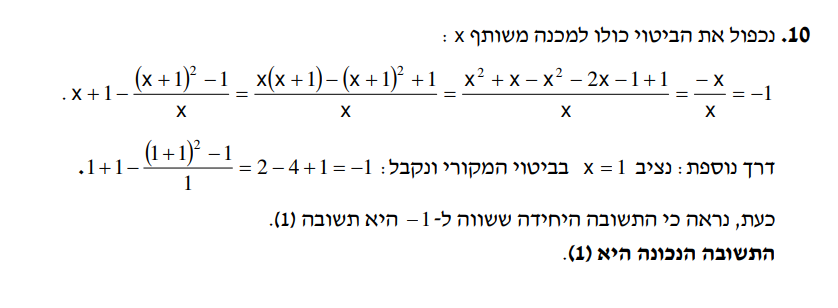 10. נכפול את הביטוי כולו למכנה משותף x :
. x + 1 − ((x + 1)² − 1)/x = (x(x + 1) − (x + 1)² + 1)/x = (x² + x − x² − 2x − 1 + 1)/x = −x/x = −1
דרך נוספת: נציב x = 1 בביטוי המקורי ונקבל: 1 + 1 − ((1 + 1)² − 1)/1 = 2 − 4 + 1 = −1.
כעת, נראה כי התשובה היחידה ששווה ל- −1 היא תשובה (1).
התשובה הנכונה היא (1).